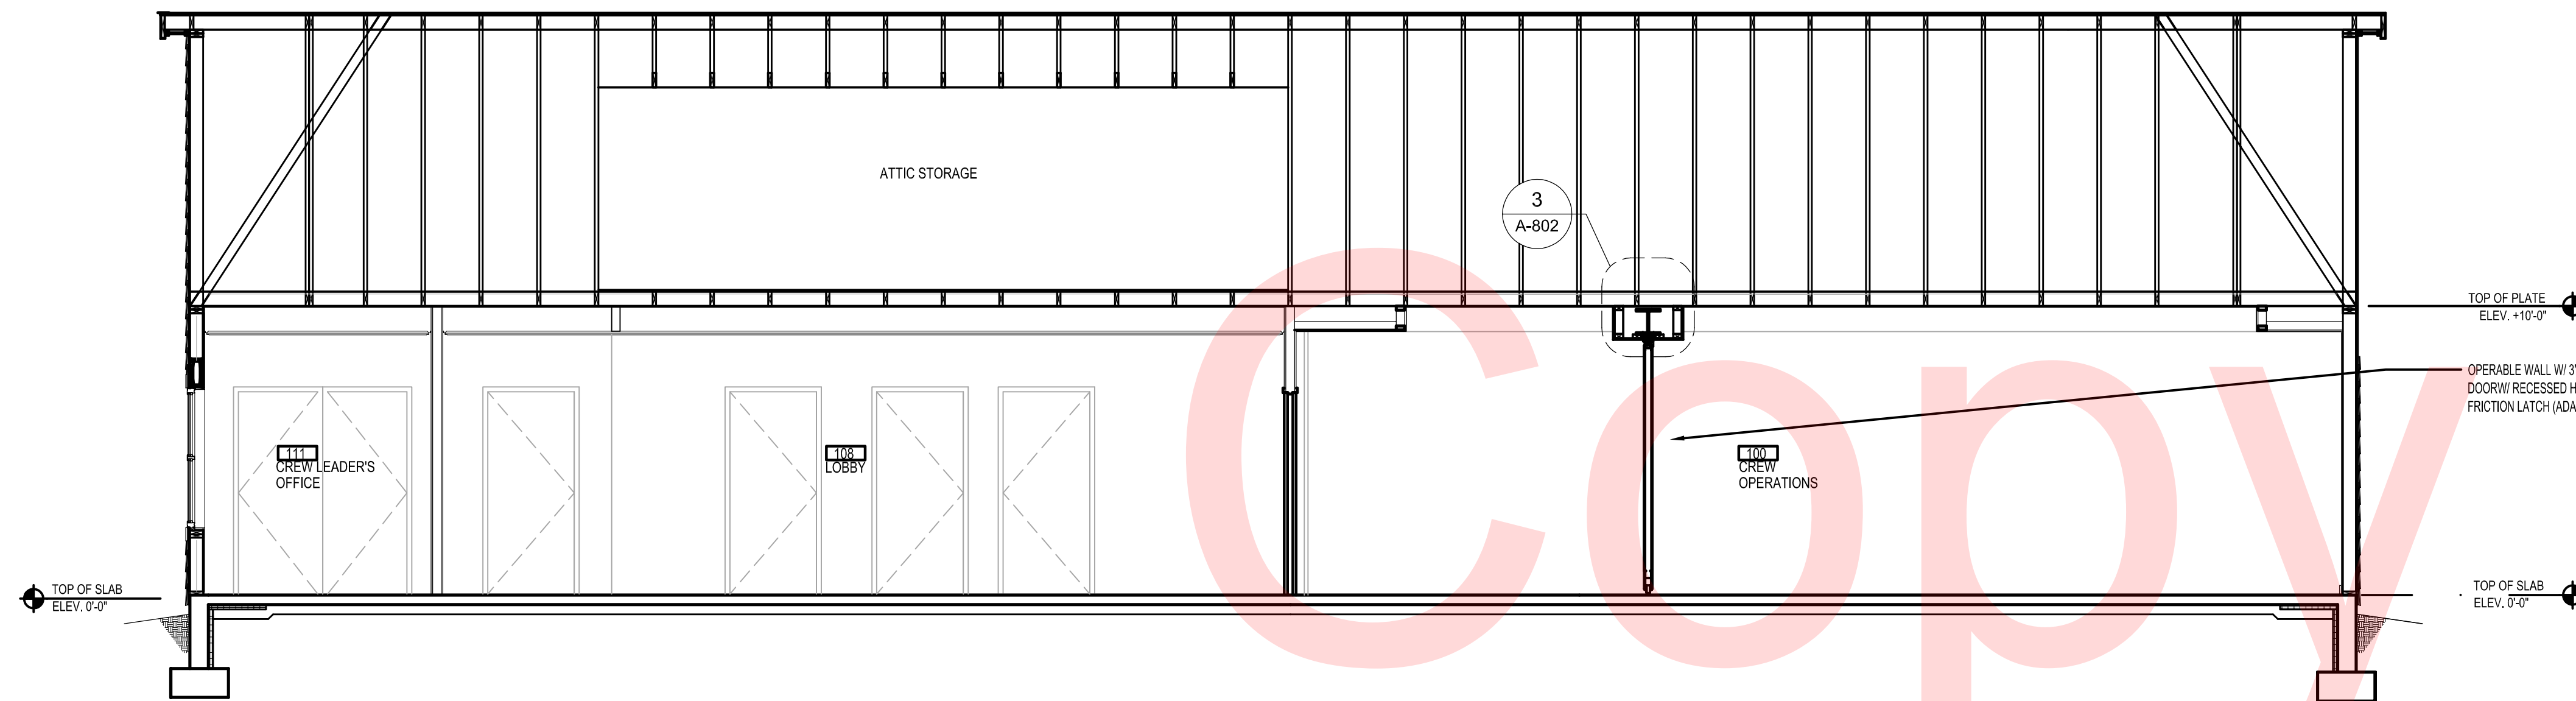 ATTIC STORAGE
3
A-802
TOP OF PLATE
ELEV. +10'-0"
OPERABLE WALL W/ 3'
DOORW/ RECESSED H
FRICTION LATCH (ADA
111
CREW LEADER'S
OFFICE
108
LOBBY
100
CREW
OPERATIONS
TOP OF SLAB
ELEV. 0'-0"
TOP OF SLAB
ELEV. 0'-0"
Copy